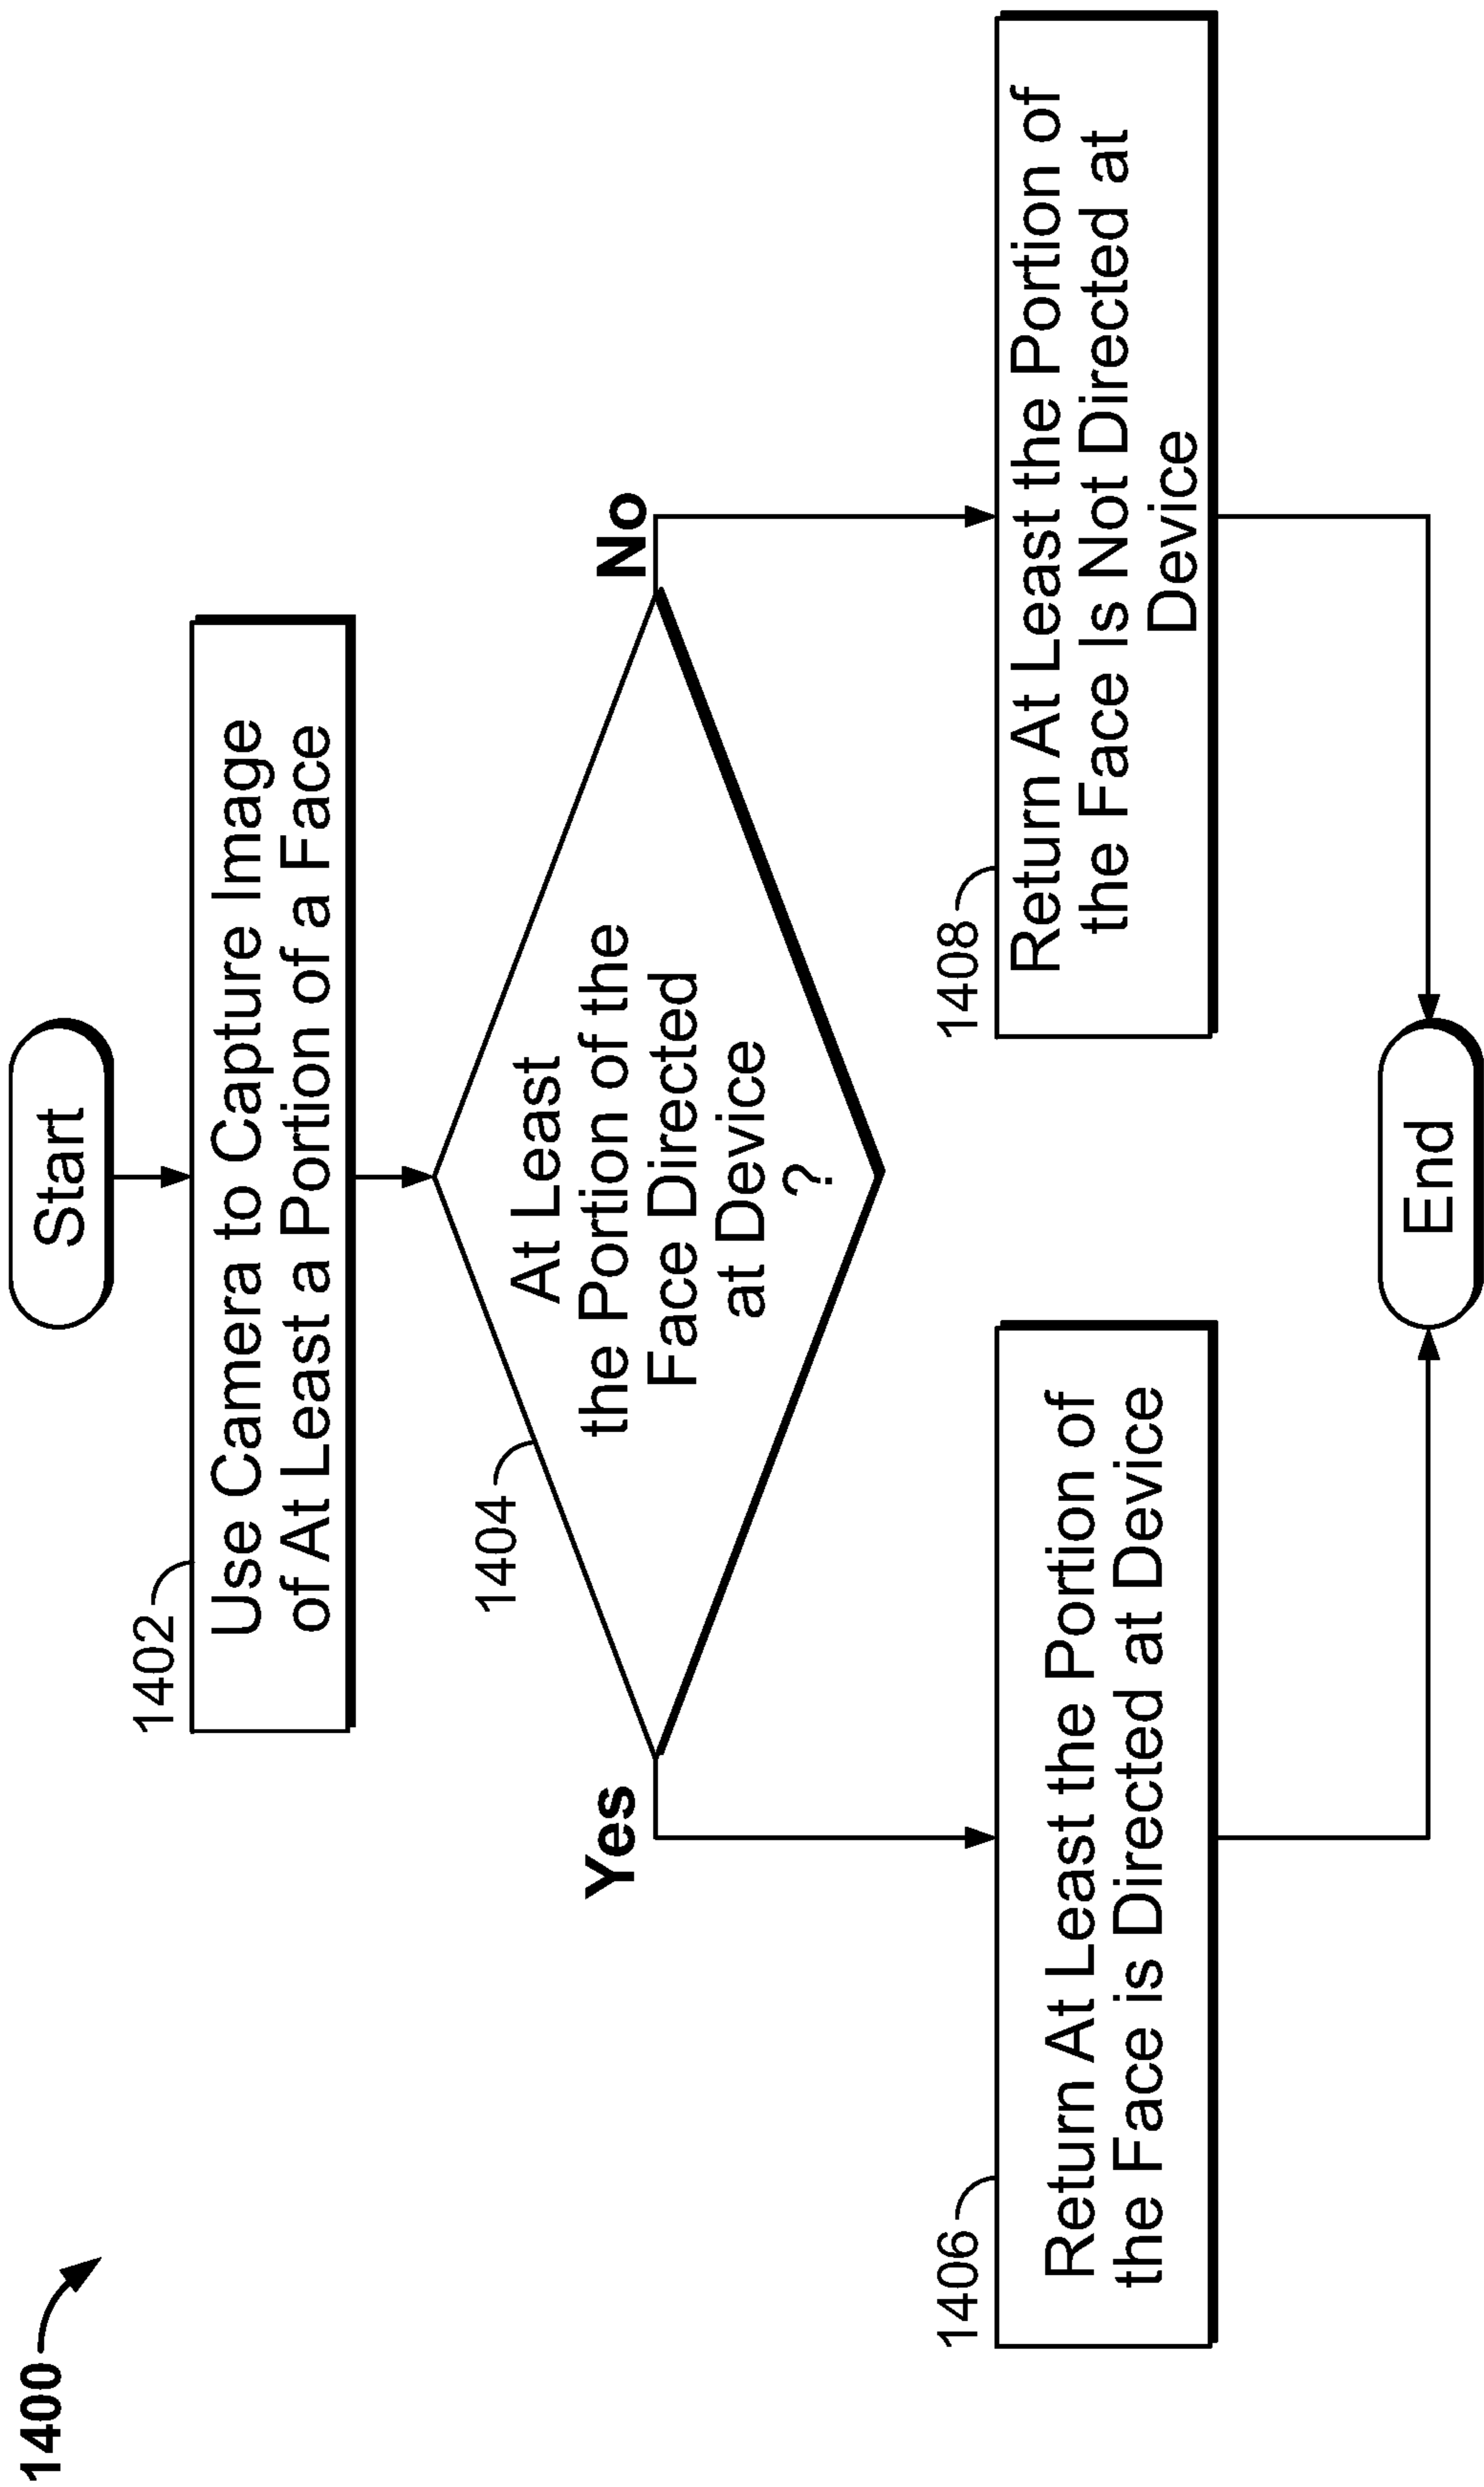 1400
Start
1402
Use Camera to Capture Image
of At Least a Portion of a Face
1404
At Least
the Portion of the
Face Directed
at Device
?
Yes
No
1406
Return At Least the Portion of
the Face is Directed at Device
1408
Return At Least the Portion of
the Face Is Not Directed at
Device
End